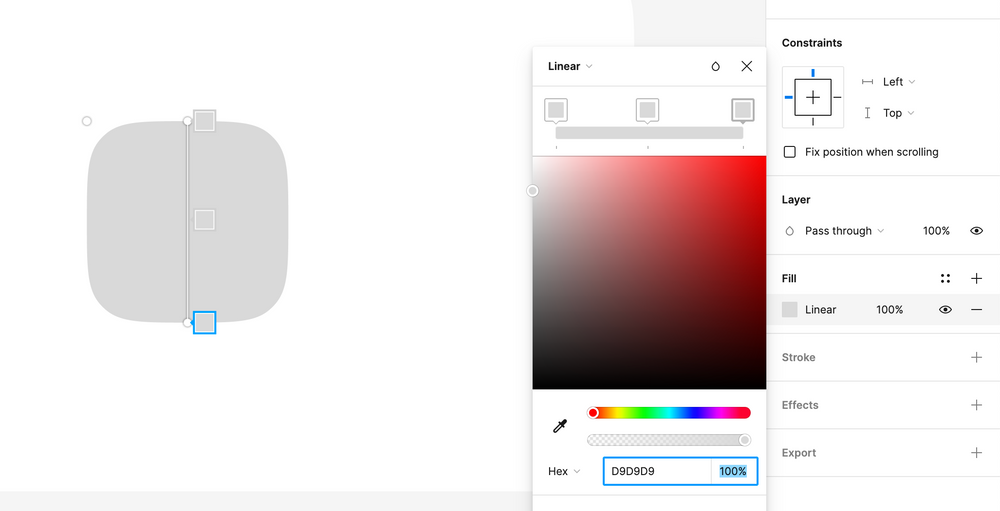 Linear
Hex
D9D9D9
100%
Constraints
Left
Top
Fix position when scrolling
Layer
Pass through
100%
Fill
Linear
100%
Stroke
Effects
Export